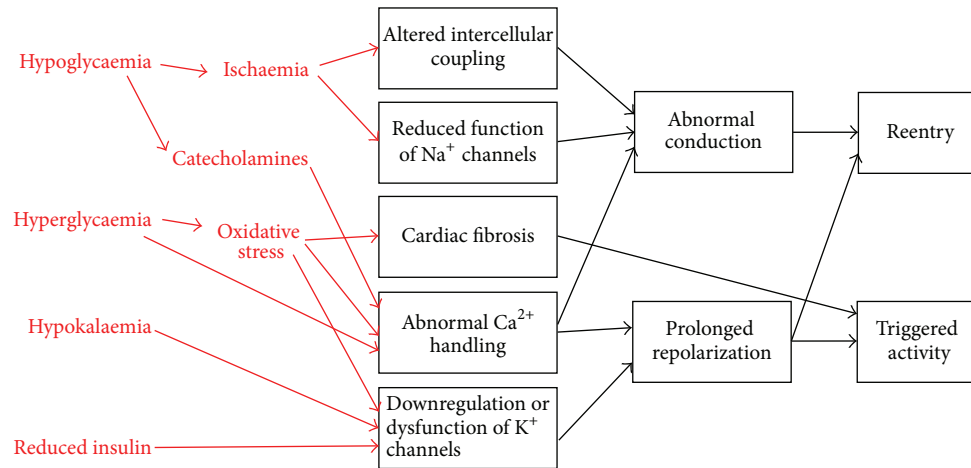 Hypoglycaemia
Ischaemia
Catecholamines
Hyperglycaemia
Oxidative
stress
Hypokalaemia
Reduced insulin
Altered intercellular
coupling
Reduced function
of Na⁺ channels
Cardiac fibrosis
Abnormal Ca²⁺
handling
Downregulation or
dysfunction of K⁺
channels
Abnormal
conduction
Prolonged
repolarization
Reentry
Triggered
activity